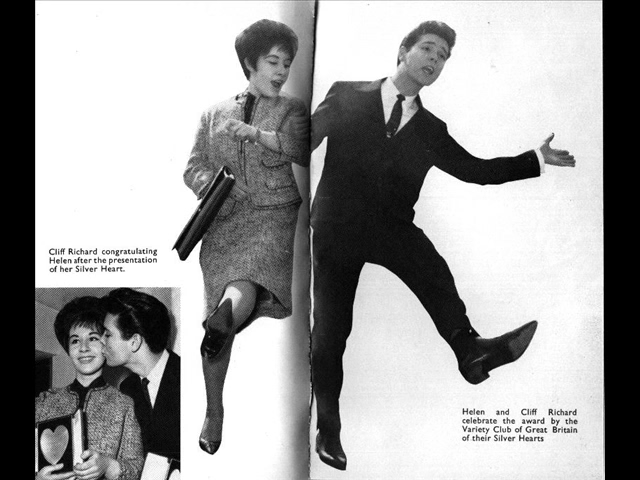 Cliff Richard congratulating
Helen after the presentation
of her Silver Heart.
Helen and Cliff Richard
celebrate the award by the
Variety Club of Great Britain
of their Silver Hearts